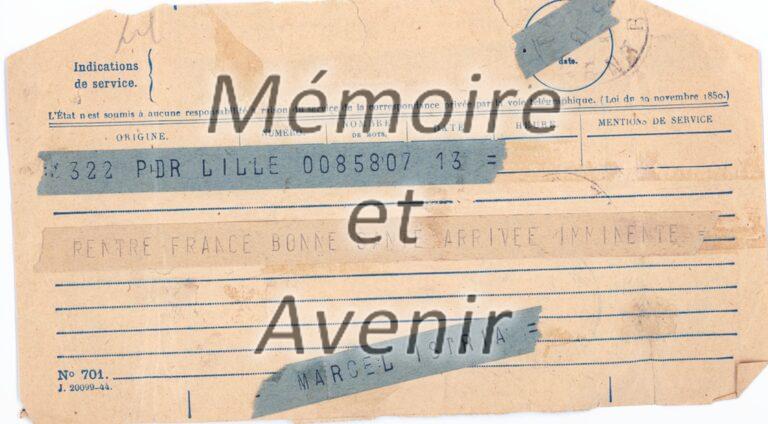 Indications
de service.
date.
L'État n'est soumis à aucune responsabilité à raison du service de la correspondance privée par la voie télégraphique. (Loi du 29 novembre 1850.)
ORIGINE. NUMÉRO. NOMBRE DE MOTS. DATE HEURE MENTIONS DE SERVICE
Mémoire
322 PDR LILLE 0085807 13 =
et
RENTRE FRANCE BONNE SANTE ARRIVEE IMMINENTE =
Avenir
MARCEL =
N° 701.
J. 20099-44.